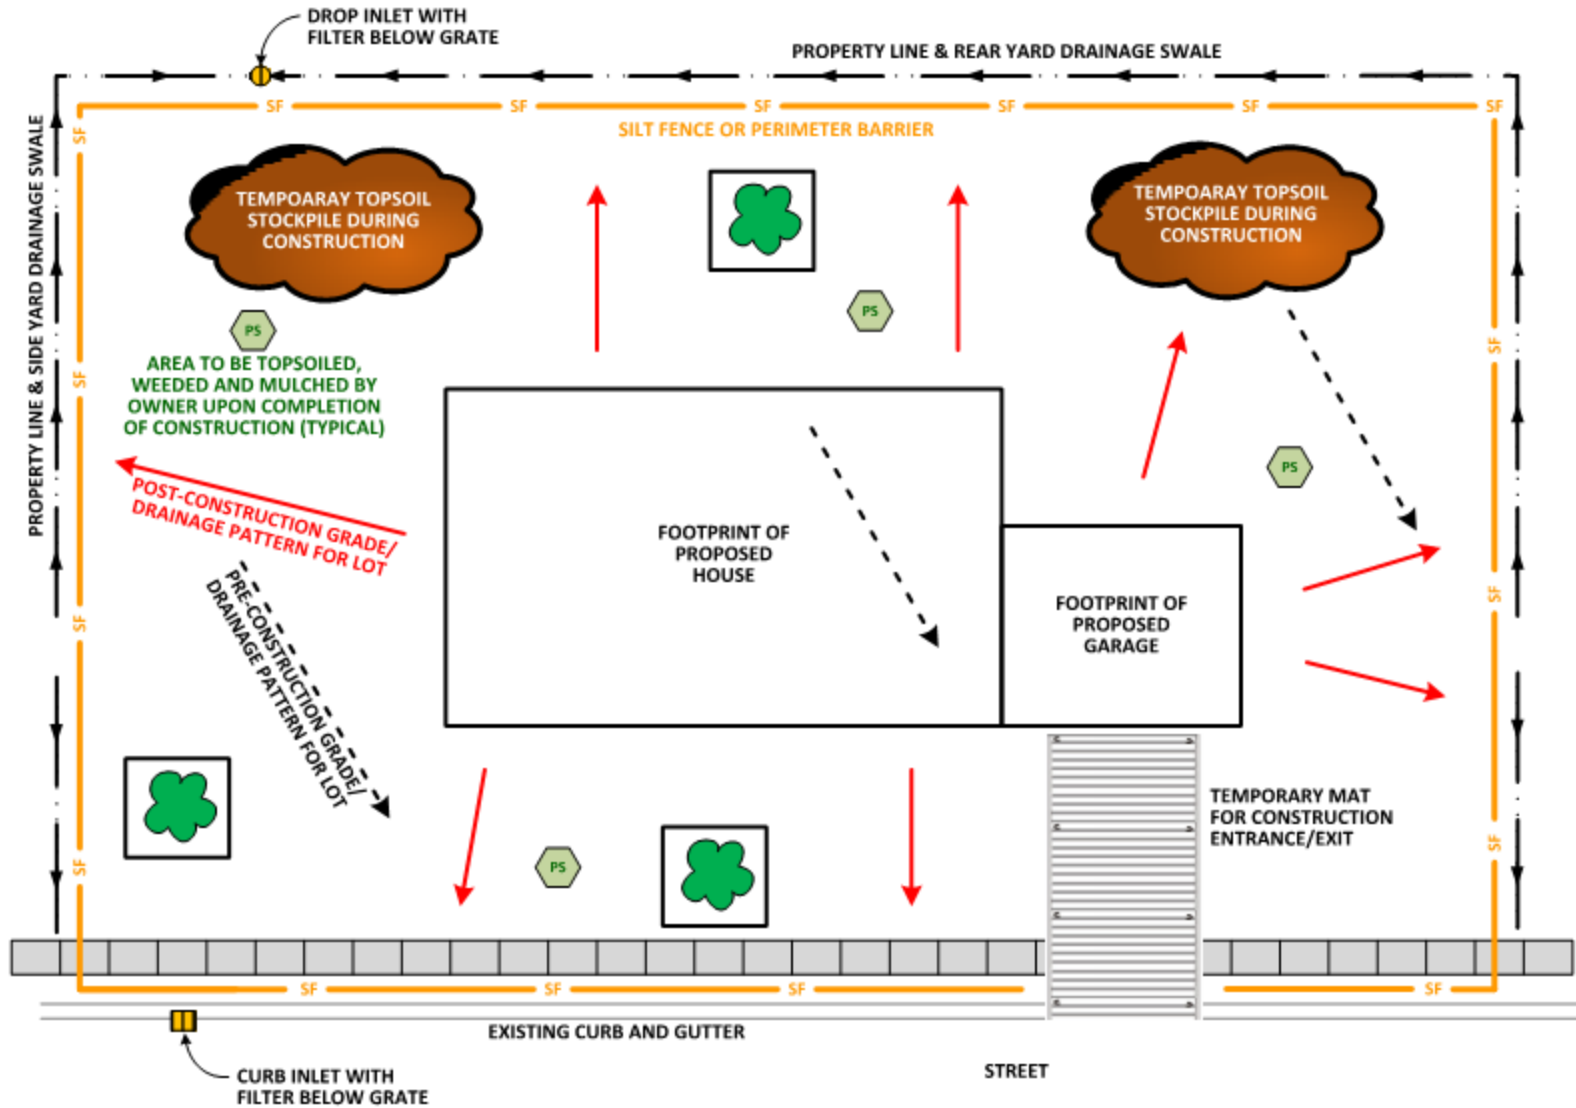 DROP INLET WITH
FILTER BELOW GRATE
PROPERTY LINE & REAR YARD DRAINAGE SWALE
SF
SF
SF
SF
SF
SF
SILT FENCE OR PERIMETER BARRIER
PROPERTY LINE & SIDE YARD DRAINAGE SWALE
SF
TEMPOARAY TOPSOIL
STOCKPILE DURING
CONSTRUCTION
TEMPOARAY TOPSOIL
STOCKPILE DURING
CONSTRUCTION
PS
PS
SF
SF
AREA TO BE TOPSOILED,
WEEDED AND MULCHED BY
OWNER UPON COMPLETION
OF CONSTRUCTION (TYPICAL)
PS
POST-CONSTRUCTION GRADE/
DRAINAGE PATTERN FOR LOT
FOOTPRINT OF
PROPOSED
HOUSE
FOOTPRINT OF
PROPOSED
GARAGE
SF
SF
PRE-CONSTRUCTION GRADE/
DRAINAGE PATTERN FOR LOT
TEMPORARY MAT
FOR CONSTRUCTION
ENTRANCE/EXIT
SF
SF
PS
SF
SF
SF
SF
EXISTING CURB AND GUTTER
STREET
CURB INLET WITH
FILTER BELOW GRATE